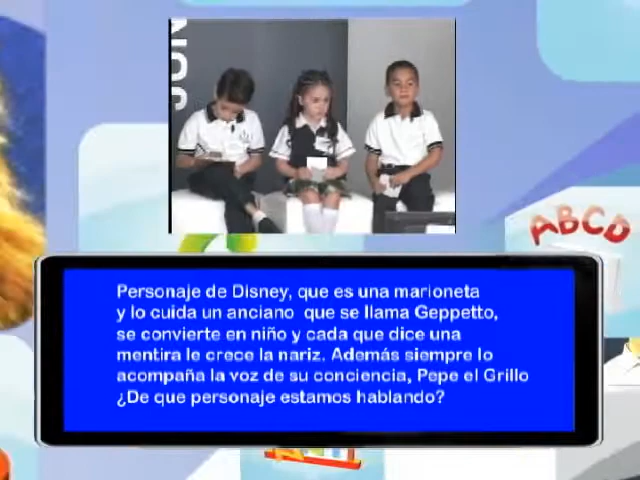 JUN
Personaje de Disney, que es una marioneta
y lo cuida un anciano que se llama Geppetto,
se convierte en niño y cada que dice una
mentira le crece la nariz. Además siempre lo
acompaña la voz de su conciencia, Pepe el Grillo
¿De que personaje estamos hablando?
ABCD